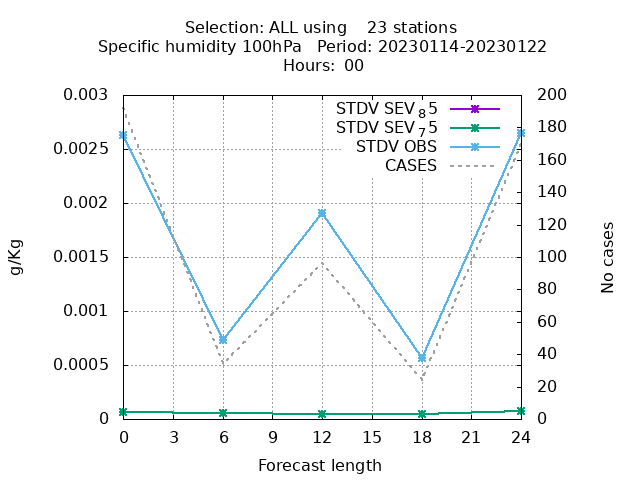 Selection: ALL using 23 stations
Specific humidity 100hPa Period: 20230114-20230122
Hours: 00
STDV SEV 8 5
STDV SEV 7 5
STDV OBS
CASES
0.003
0.0025
0.002
0.0015
0.001
0.0005
0
g/Kg
200
180
160
140
120
100
80
60
40
20
0
No cases
0 3 6 9 12 15 18 21 24
Forecast length